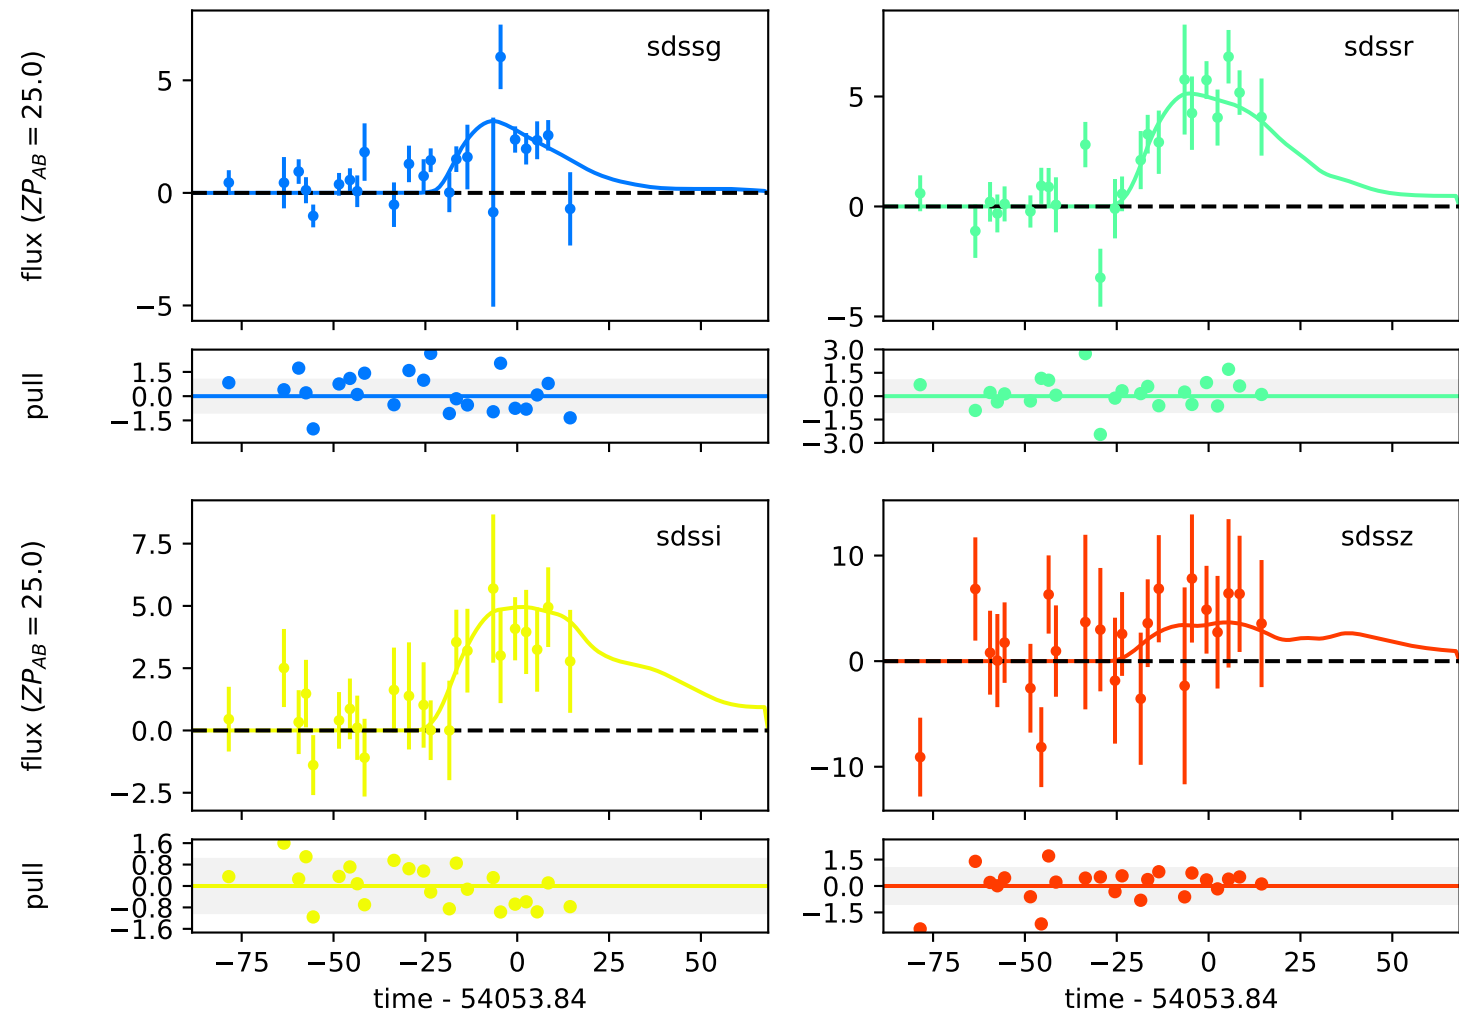 flux (ZP_AB = 25.0)
5
0
−5
sdssg
5
0
−5
sdssr
pull
1.5
0.0
−1.5
3.0
1.5
0.0
−1.5
−3.0
flux (ZP_AB = 25.0)
7.5
5.0
2.5
0.0
−2.5
sdssi
10
0
−10
sdssz
pull
1.6
0.8
0.0
−0.8
−1.6
1.5
0.0
−1.5
−75 −50 −25 0 25 50
−75 −50 −25 0 25 50
time - 54053.84
time - 54053.84